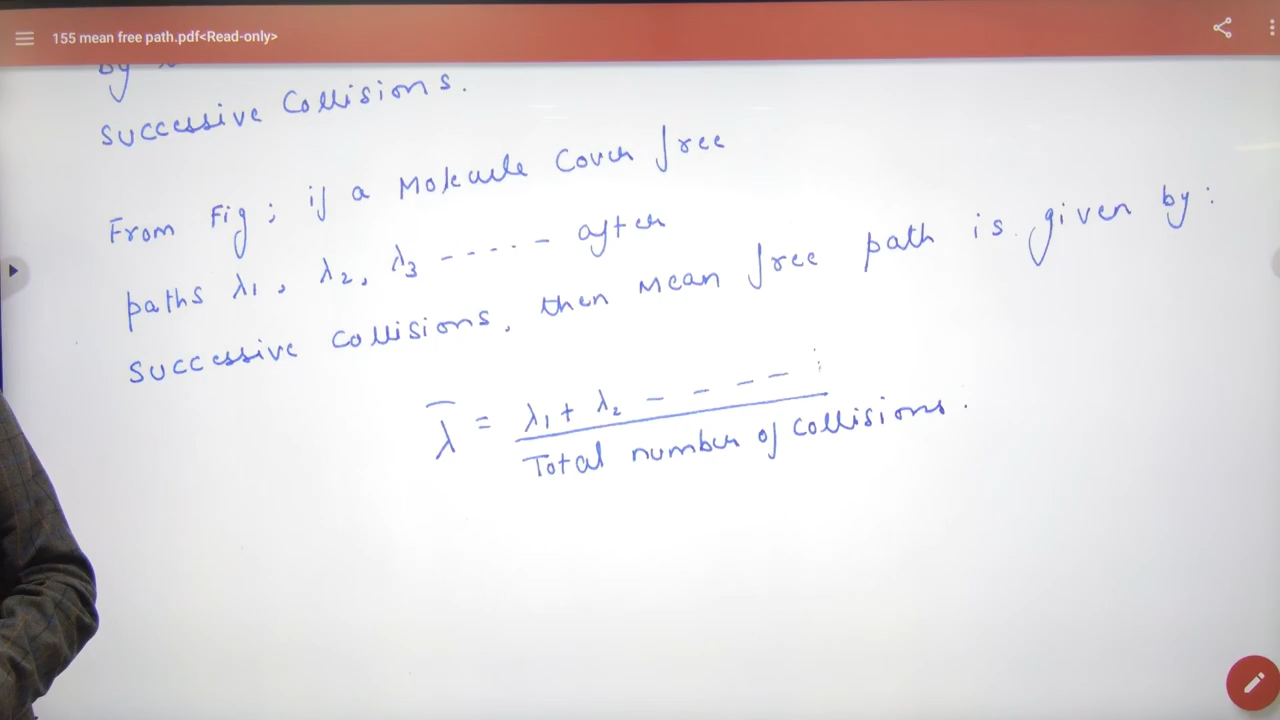 155 mean free path.pdf<Read-only>
by
Successive Collisions.
From Fig ; if a Molecule Cover free
paths λ1 , λ2, λ3 ------ after
Successive Collisions, then Mean free path is given by :
λ̅ = λ1 + λ2 - - - -
Total number of Collisions.